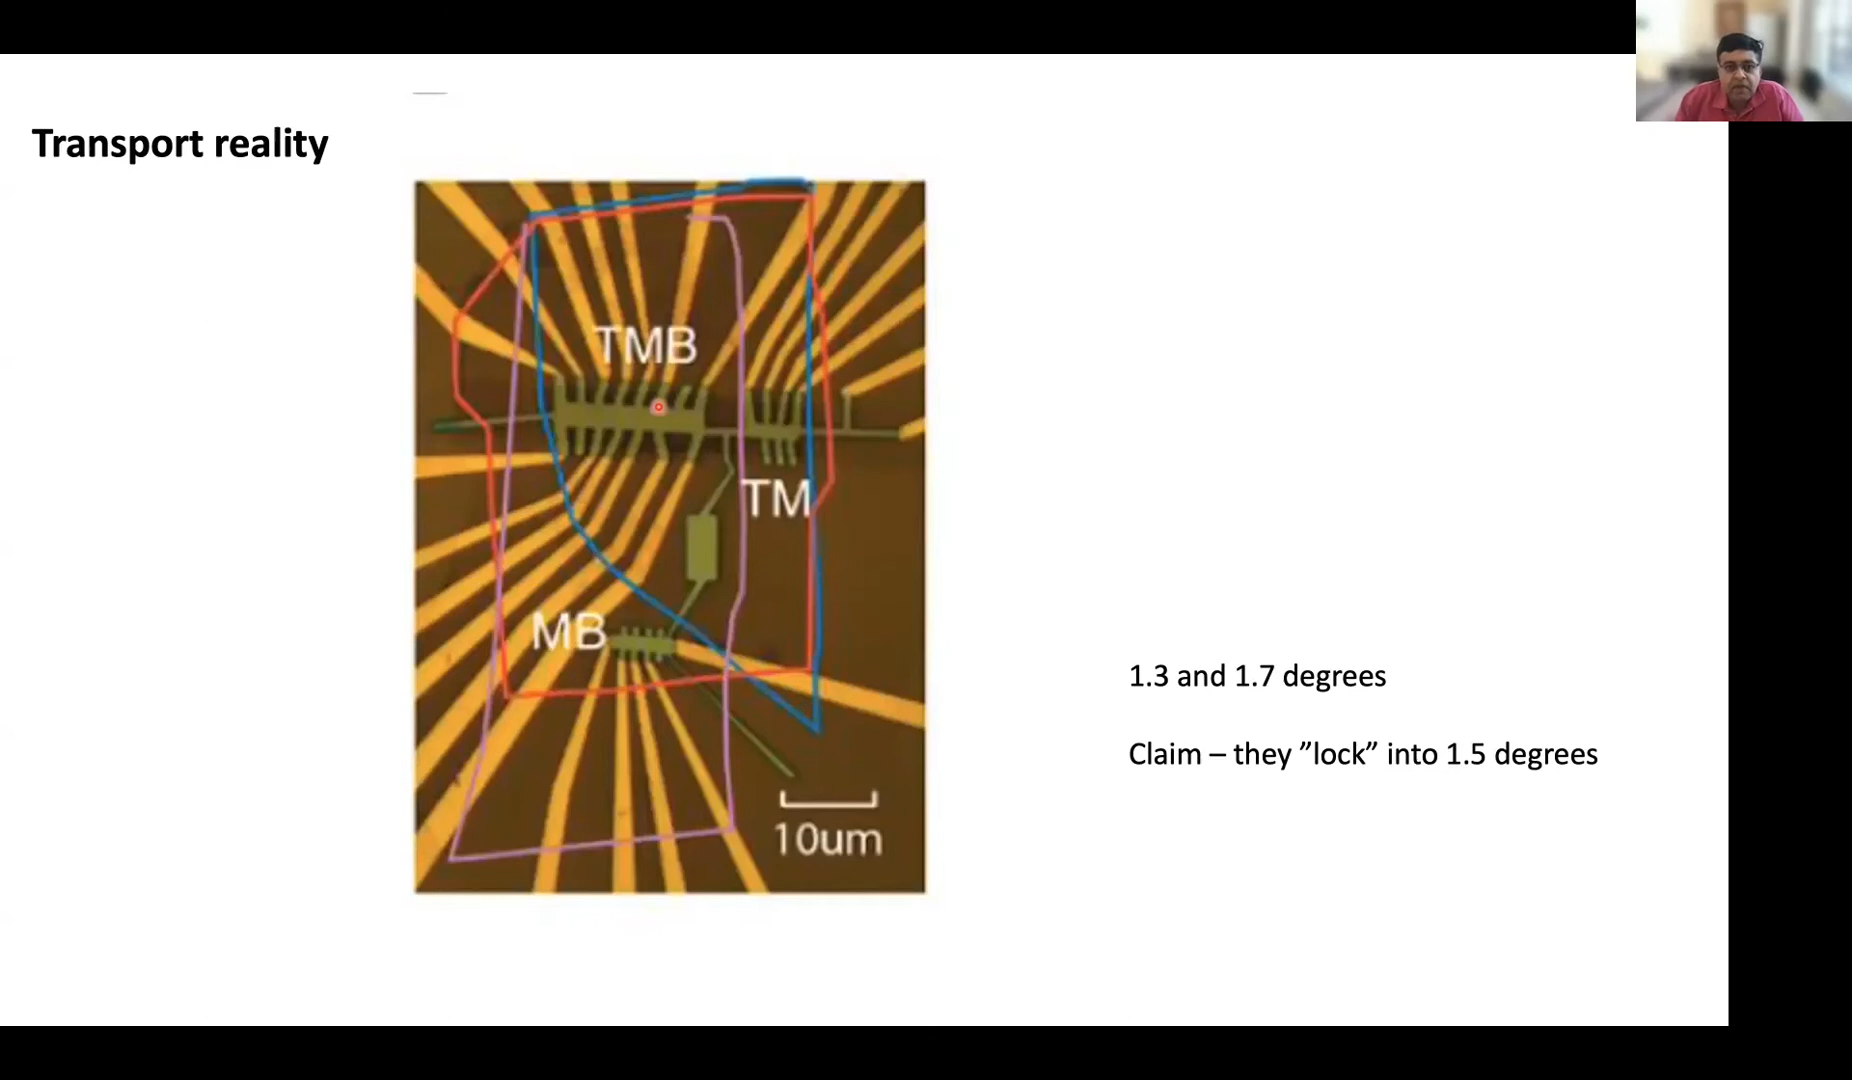 Transport reality
TMB
TM
MB
10um
1.3 and 1.7 degrees
Claim – they ”lock” into 1.5 degrees